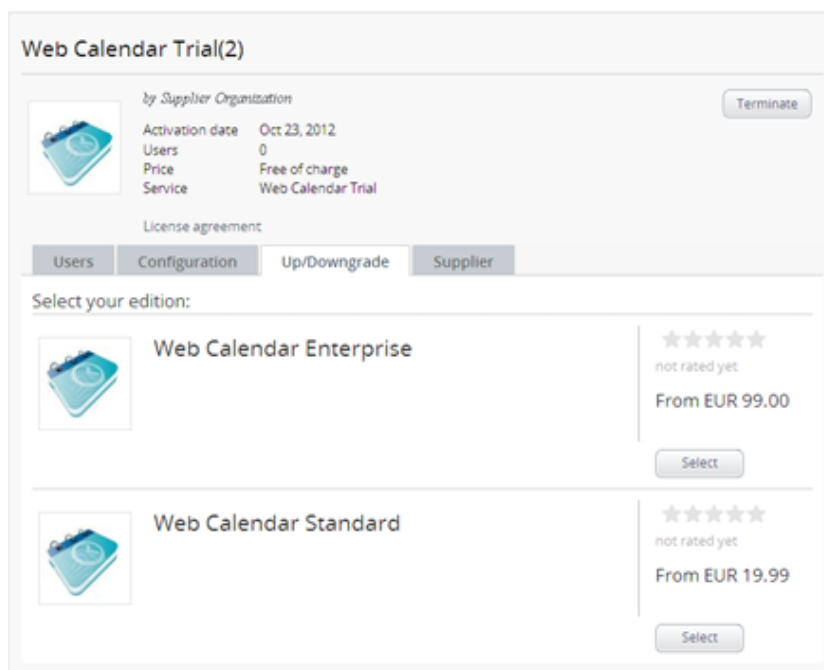 Web Calendar Trial(2)
by Supplier Organization
Terminate
Activation date Oct 23, 2012
Users 0
Price Free of charge
Service Web Calendar Trial
License agreement
Users Configuration Up/Downgrade Supplier
Select your edition:
Web Calendar Enterprise
not rated yet
From EUR 99.00
Select
Web Calendar Standard
not rated yet
From EUR 19.99
Select